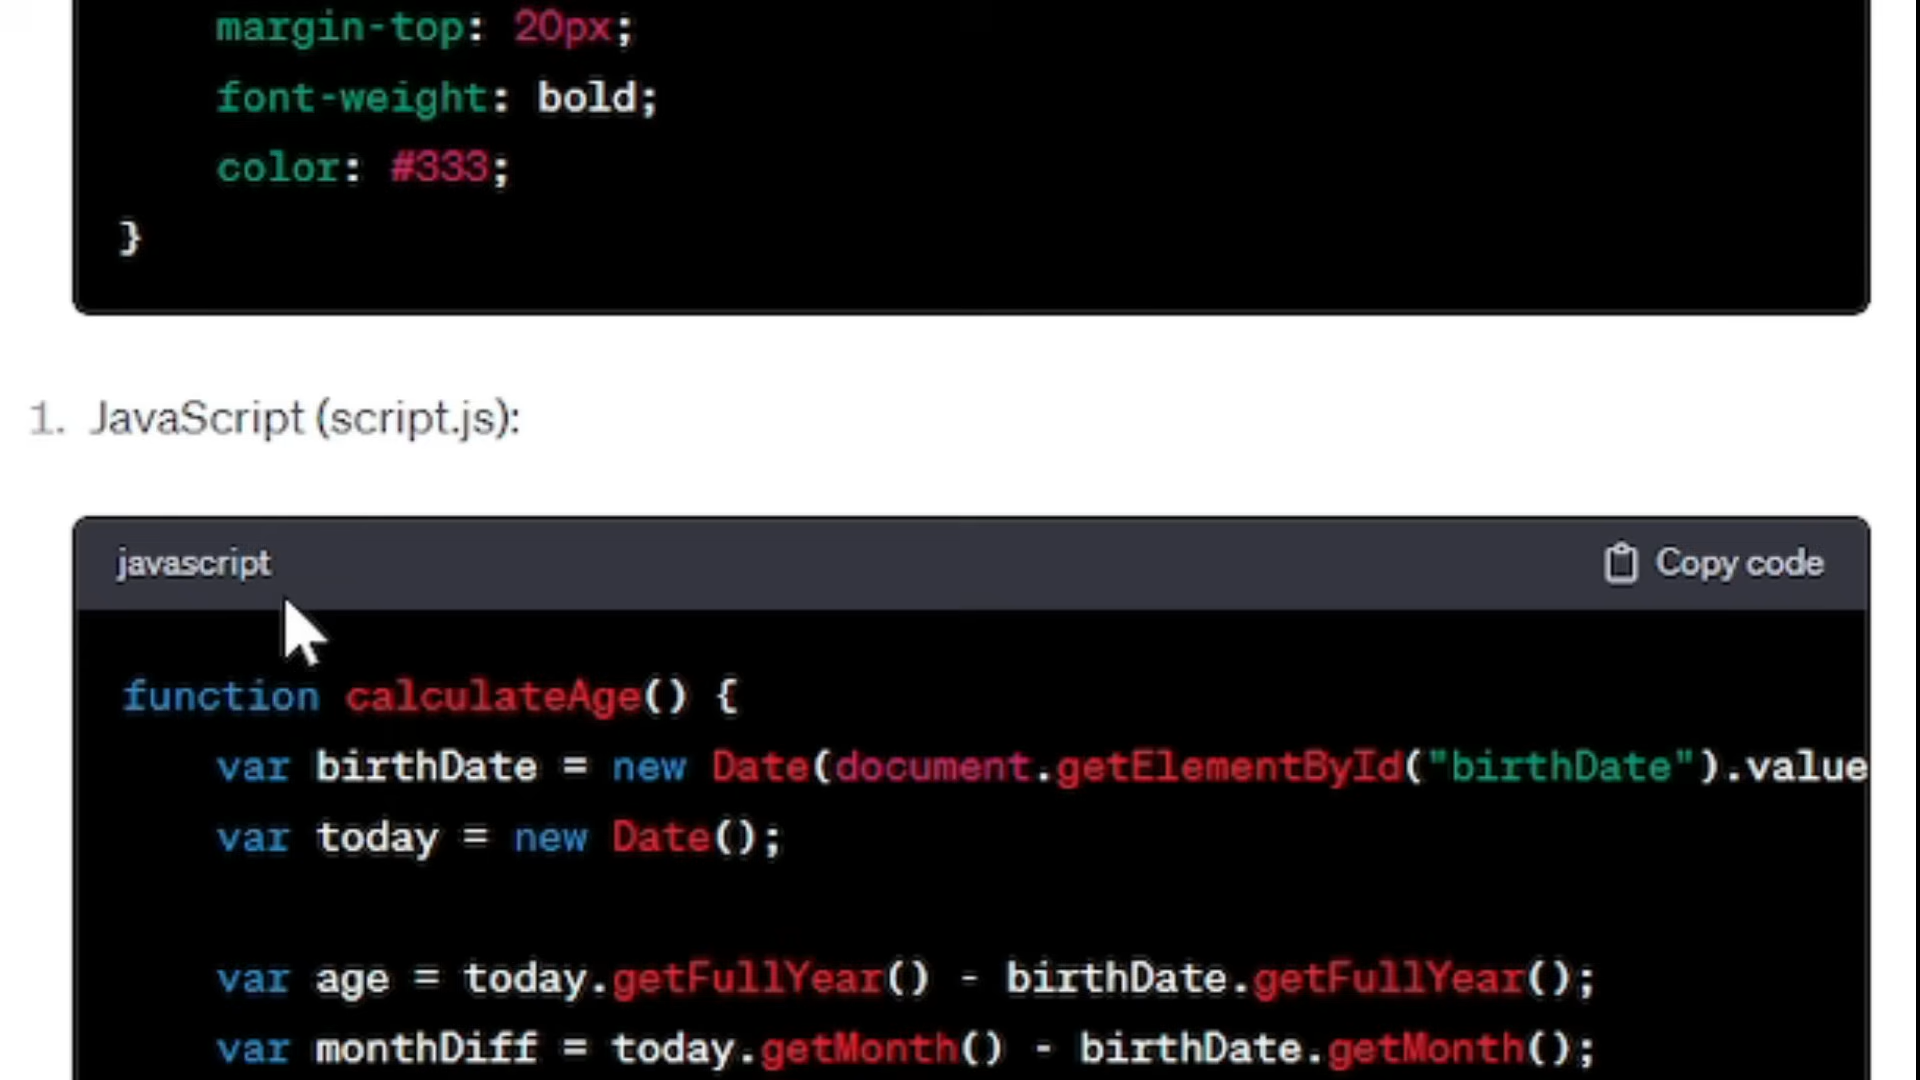 margin-top: 20px;
font-weight: bold;
color: #333;
}
1. JavaScript (script.js):
javascript
Copy code
function calculateAge() {
var birthDate = new Date(document.getElementById("birthDate").value
var today = new Date();
var age = today.getFullYear() - birthDate.getFullYear();
var monthDiff = today.getMonth() - birthDate.getMonth();